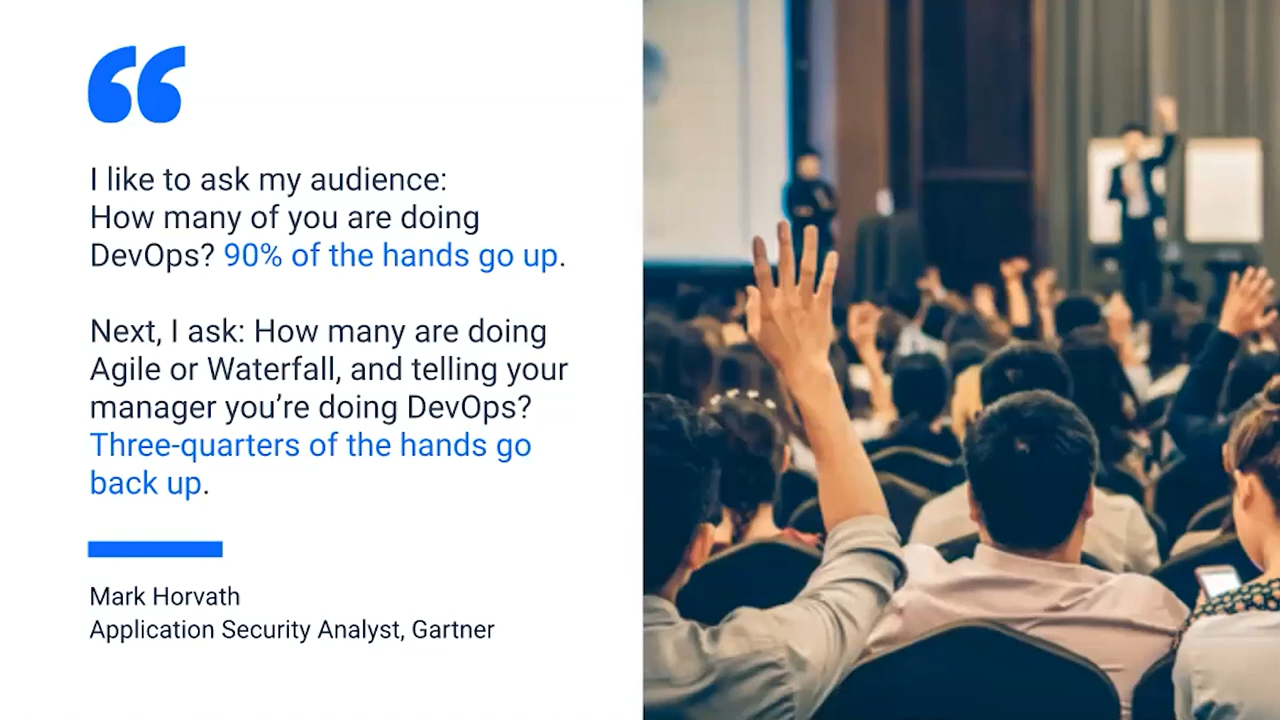 “
I like to ask my audience:
How many of you are doing
DevOps? 90% of the hands go up.
Next, I ask: How many are doing
Agile or Waterfall, and telling your
manager you’re doing DevOps?
Three-quarters of the hands go
back up.
Mark Horvath
Application Security Analyst, Gartner